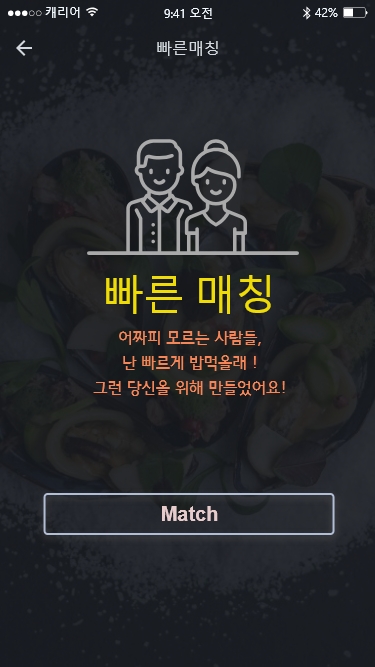 캐리어 9:41 오전 42%
빠른매칭
빠른 매칭
어짜피 모르는 사람들,
난 빠르게 밥먹을래 !
그런 당신을 위해 만들었어요!
Match